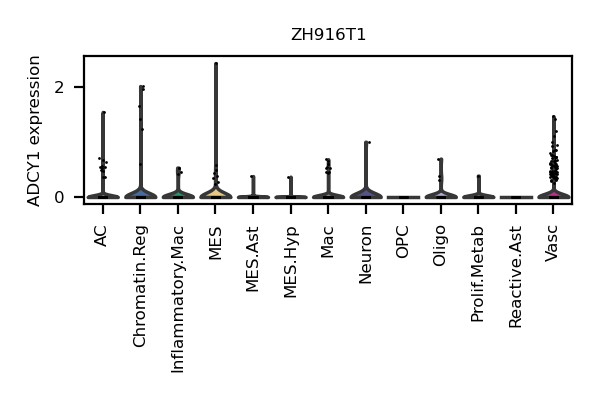 ZH916T1
ADCY1 expression
2
0
AC
Chromatin.Reg
Inflammatory.Mac
MES
MES.Ast
MES.Hyp
Mac
Neuron
OPC
Oligo
Prolif.Metab
Reactive.Ast
Vasc